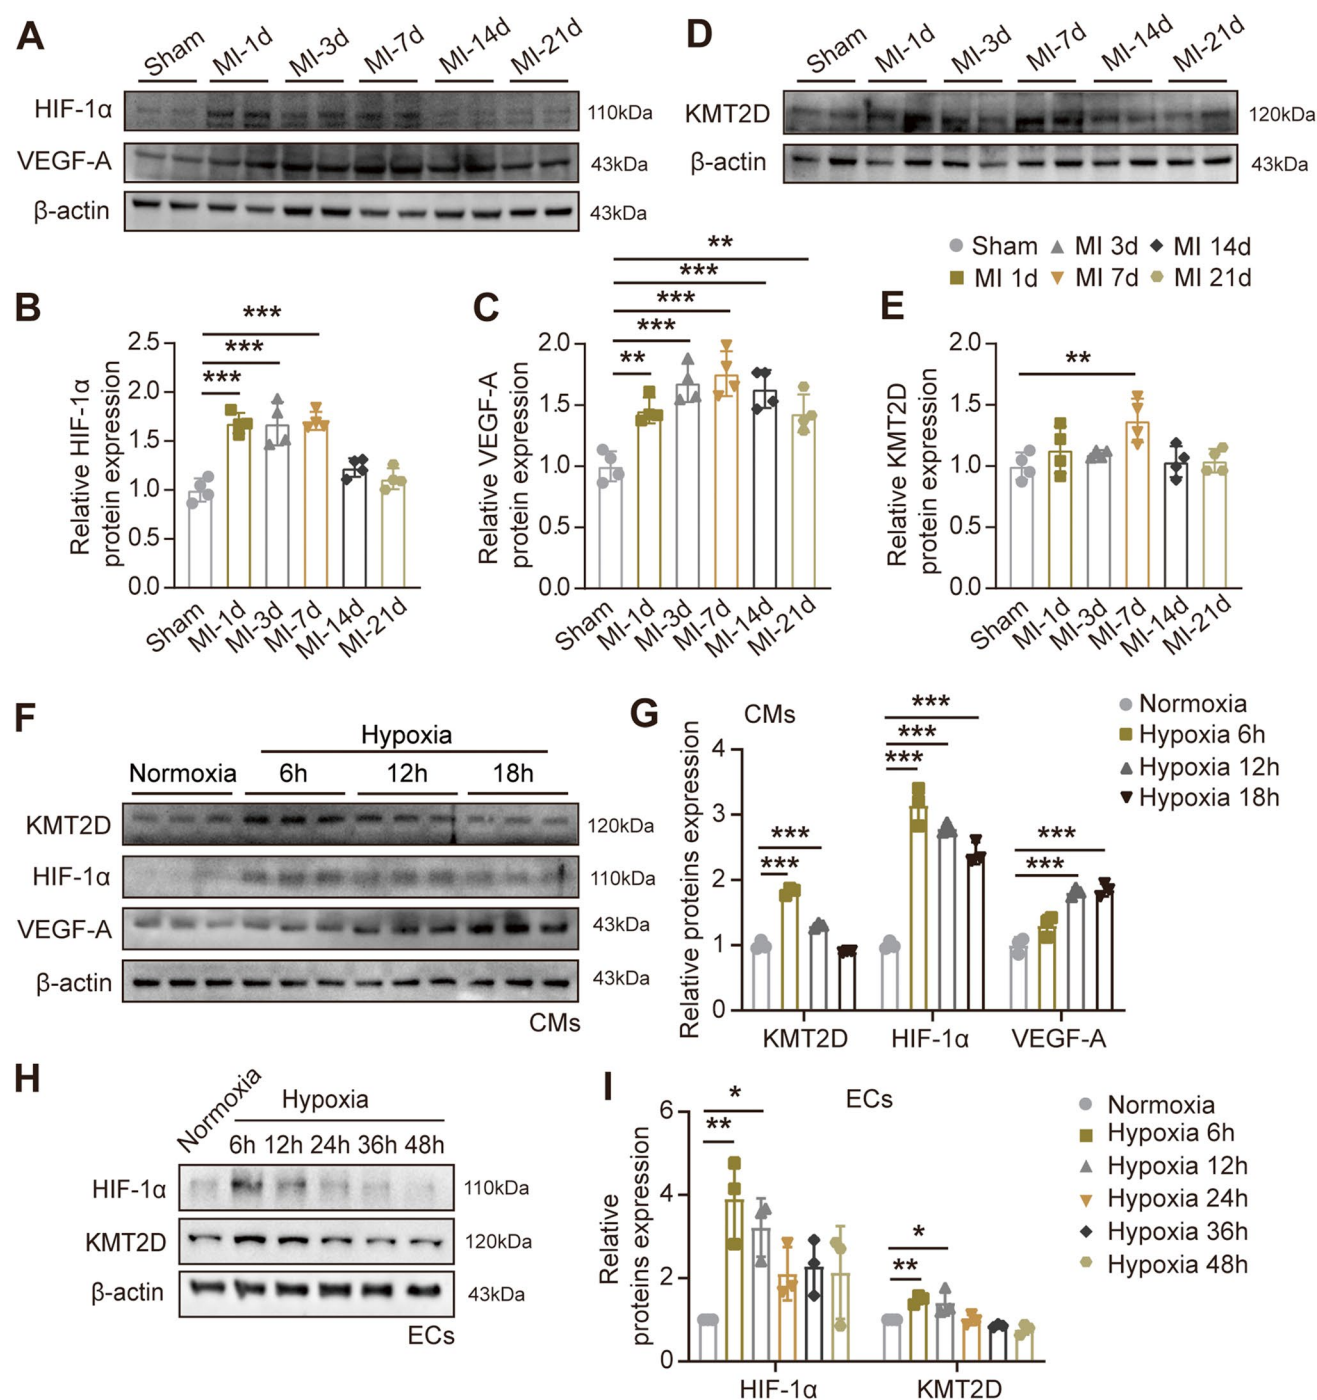 A
Sham MI-1d MI-3d MI-7d MI-14d MI-21d
HIF-1α 110kDa
VEGF-A 43kDa
β-actin 43kDa
D
Sham MI-1d MI-3d MI-7d MI-14d MI-21d
KMT2D 120kDa
β-actin 43kDa
Sham MI 3d MI 14d
MI 1d MI 7d MI 21d
B
Relative HIF-1α
protein expression
2.5
2.0
1.5
1.0
0.5
0.0
***
***
***
Sham MI-1d MI-3d MI-7d MI-14d MI-21d
C
Relative VEGF-A
protein expression
2.0
1.5
1.0
0.5
0.0
**
***
***
***
**
Sham MI-1d MI-3d MI-7d MI-14d MI-21d
E
Relative KMT2D
protein expression
2.0
1.5
1.0
0.5
0.0
**
Sham MI-1d MI-3d MI-7d MI-14d MI-21d
F
Hypoxia
Normoxia 6h 12h 18h
KMT2D 120kDa
HIF-1α 110kDa
VEGF-A 43kDa
β-actin 43kDa
CMs
G
CMs
Relative proteins expression
4
3
2
1
0
***
***
***
***
***
***
***
KMT2D HIF-1α VEGF-A
Normoxia
Hypoxia 6h
Hypoxia 12h
Hypoxia 18h
H
Normoxia
Hypoxia
6h 12h 24h 36h 48h
HIF-1α 110kDa
KMT2D 120kDa
β-actin 43kDa
ECs
I
ECs
Relative
proteins expression
6
4
2
0
*
**
*
**
HIF-1α KMT2D
Normoxia
Hypoxia 6h
Hypoxia 12h
Hypoxia 24h
Hypoxia 36h
Hypoxia 48h